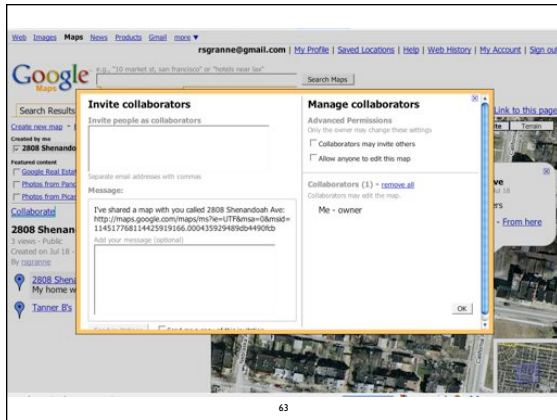 Web Images Maps News Products Gmail more ▼
rsgranne@gmail.com | My Profile | Saved Locations | Help | Web History | My Account | Sign out
Google
Maps
e.g., "10 market st, san francisco" or "hotels near lax"
Search Maps
Search Results
Link to this page
Create new map
Terrain
Created by me
2808 Shenando
Featured content
Google Real Estat
Photos from Pano
Photos from Picas
Collaborate
2808 Shenan
3 views - Public
Created on Jul 18 -
By rsgranne
2808 Shena
My home w
Tanner B's
Invite collaborators
Invite people as collaborators
Separate email addresses with commas
Message:
I've shared a map with you called 2808 Shenandoah Ave:
http://maps.google.com/maps/ms?ie=UTF&msa=0&msid=
114517768114425919166.000435929489db4490fcb
Add your message (optional)
Manage collaborators
Advanced Permissions
Only the owner may change these settings
Collaborators may invite others
Allow anyone to edit this map
Collaborators (1) - remove all
Collaborators may edit the map.
Me - owner
OK
ve
Jul 18
ers
- From here
63